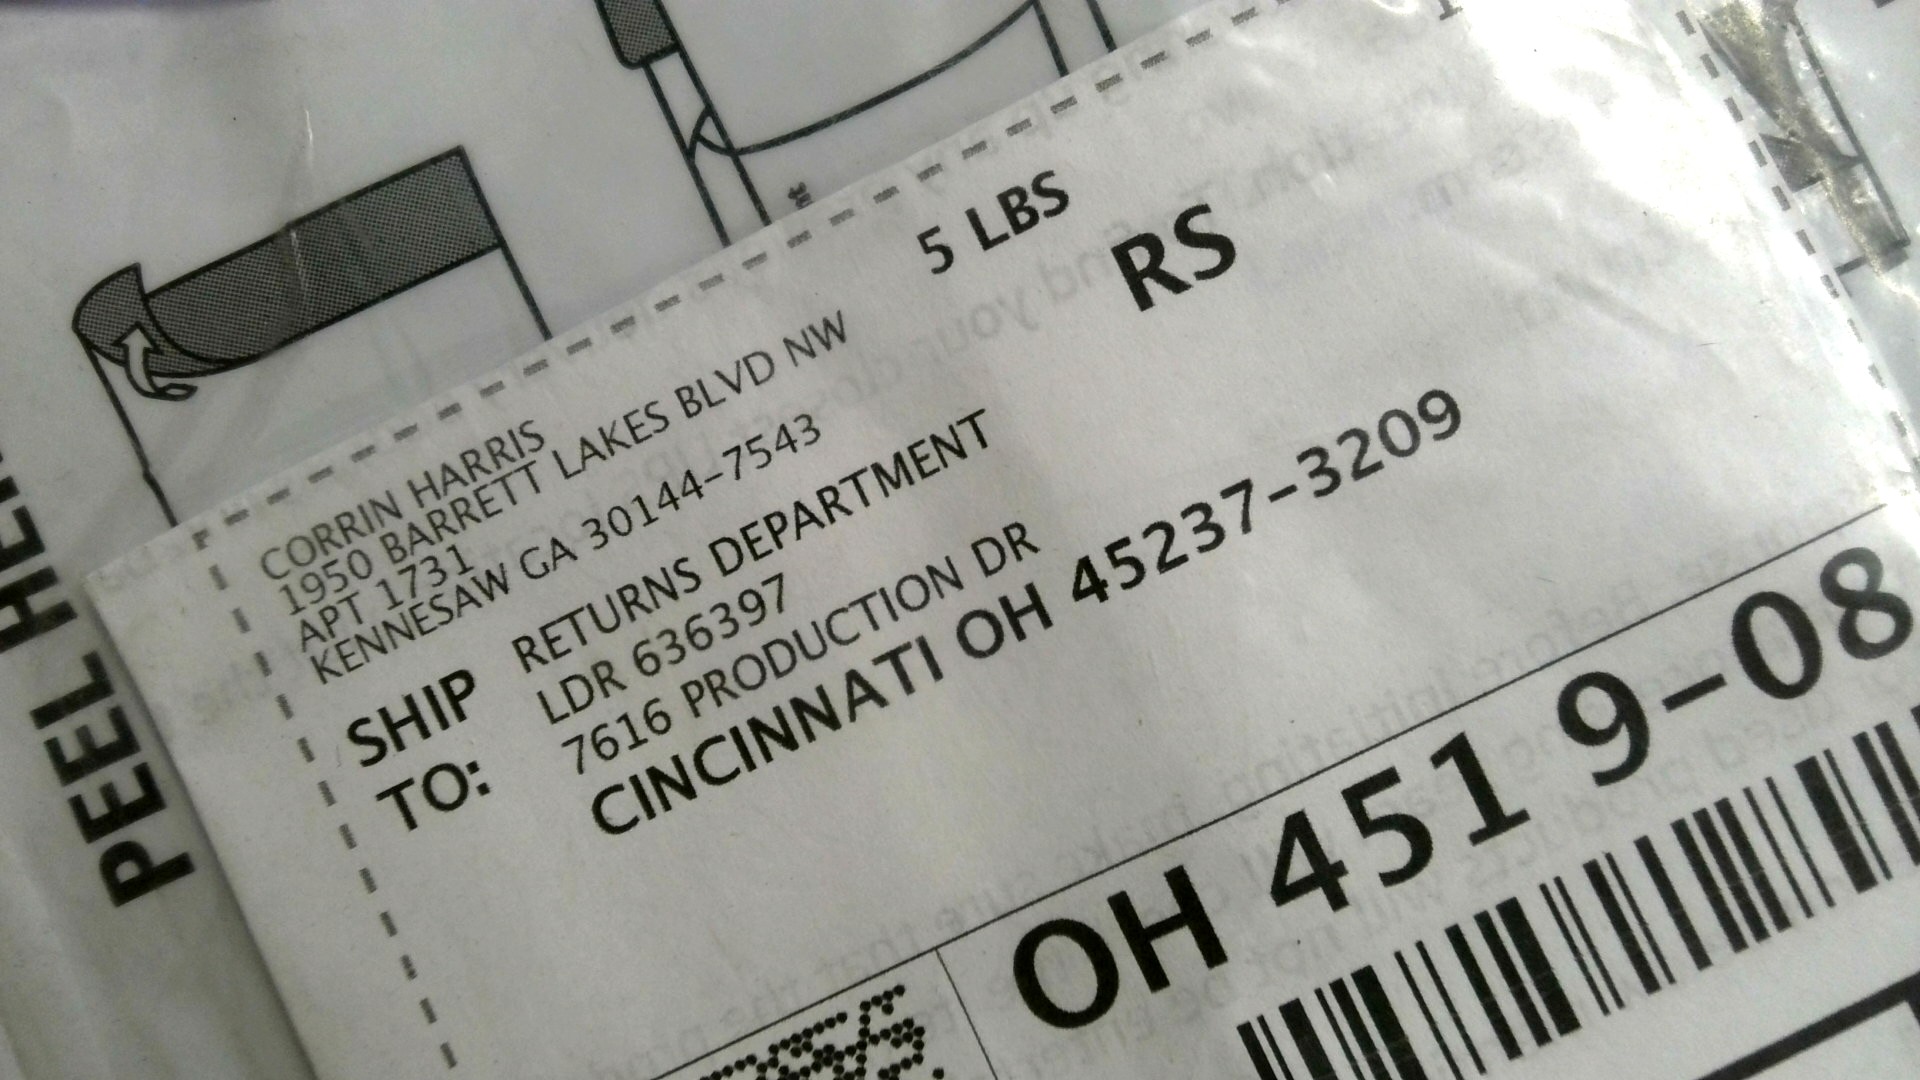 5 LBS
RS
CORRIN HARRIS
1950 BARRETT LAKES BLVD NW
APT 1731
KENNESAW GA 30144-7543
SHIP TO:
RETURNS DEPARTMENT
LDR 636397
7616 PRODUCTION DR
CINCINNATI OH 45237-3209
OH 451 9-08
PEEL HERE